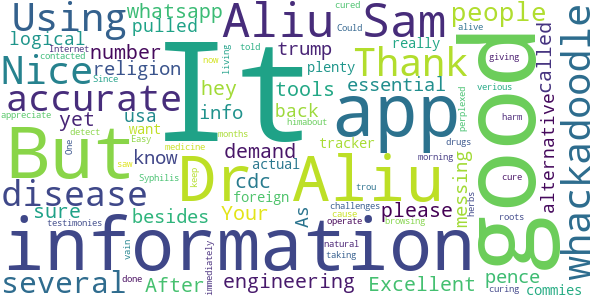 Using
whatsapp
pulled
logical
Aliu Sam
cured
Could
people
Nice
number
religion
trump
really
Internet
contacted
told
alive
giving
Thank
accurate
hey
tools
plenty
essential
It
app
good
whackadoodle
alternative
called
yet
usa
info
back
Since
now
living
tracker
himabout
perplexed
verious
harm
But
know
want
detect
appreciate
One
months
Easy
demand
actual
cdc
drugs
messing
Dr Aliu
medicine
saw
keep
morning
cure
disease
Syphilis
sure
besides
foreign
Your
As
please
trou
challenges
cause
operate
herbs
roots
testimonies
vain
done
After
immediately
natural
taking
browsing
Excellent
pence
curing
commies
information
several
engineering